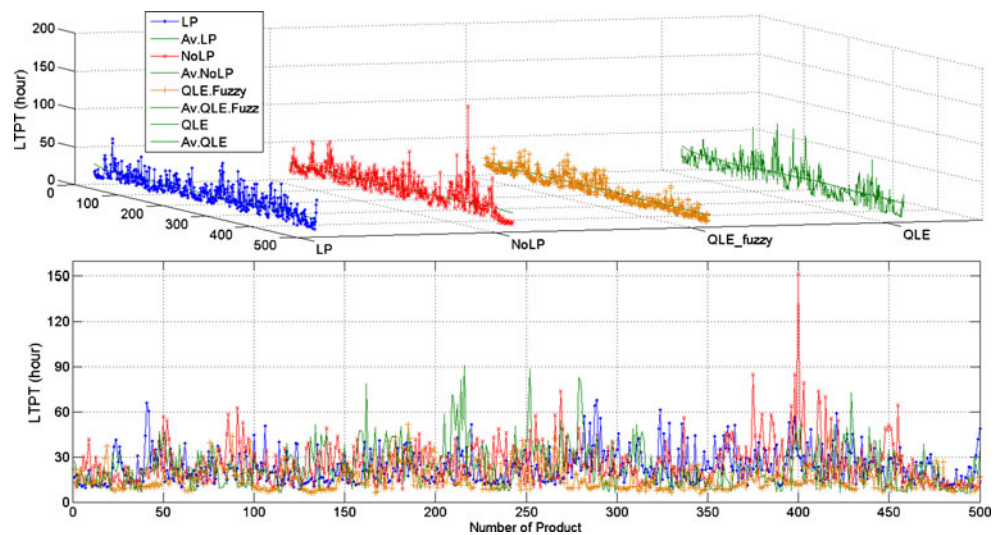 200
150
100
50
0
LTPT (hour)
LP
Av.LP
NoLP
Av.NoLP
QLE.Fuzzy
Av.QLE.Fuzz
QLE
Av.QLE
0
100
200
300
400
500
LP
NoLP
QLE_fuzzy
QLE
150
120
90
60
30
0
LTPT (hour)
0
50
100
150
200
250
300
350
400
450
500
Number of Product